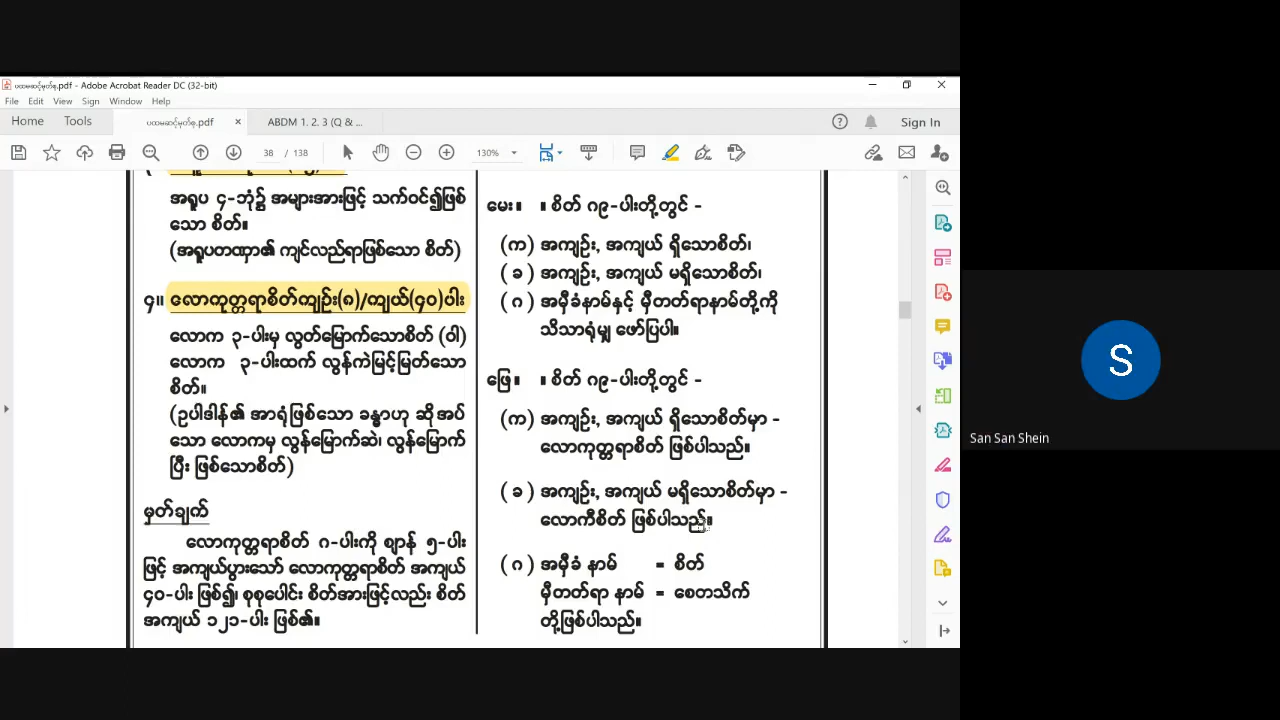 ပထမဆင့်မှတ်စု.pdf - Adobe Acrobat Reader DC (32-bit)
File Edit View Sign Window Help
Home Tools ပထမဆင့်မှတ်စု.pdf × ABDM 1. 2. 3 (Q & ... Sign In
38 / 138 130%
အရူပ ၄-ဘုံ၌ အများအားဖြင့် သက်ဝင်၍ဖြစ်
သော စိတ်။
(အရူပတဏှာ၏ ကျင်လည်ရာဖြစ်သော စိတ်)
၄။ လောကုတ္တရာစိတ်ကျဉ်း(၈)/ကျယ်(၄၀)ပါး
လောက ၃-ပါးမှ လွတ်မြောက်သောစိတ် (ဝါ)
လောက ၃-ပါးထက် လွန်ကဲမြင့်မြတ်သော
စိတ်။
(ဥပါဒါန်၏ အာရုံဖြစ်သော ခန္ဓာဟု ဆိုအပ်
သော လောကမှ လွန်မြောက်ဆဲ၊ လွန်မြောက်
ပြီး ဖြစ်သောစိတ်)
မှတ်ချက်
လောကုတ္တရာစိတ် ဂ-ပါးကို ဈာန် ၅-ပါး
ဖြင့် အကျယ်ပွားသော် လောကုတ္တရာစိတ် အကျယ်
၄၀-ပါး ဖြစ်၍၊ စုစုပေါင်း စိတ်အားဖြင့်လည်း စိတ်
အကျယ် ၁၂၁-ပါး ဖြစ်၏။
မေး။ ။ စိတ် ဂ၉-ပါးတို့တွင် -
(က) အကျဉ်း, အကျယ် ရှိသောစိတ်၊
(ခ) အကျဉ်း, အကျယ် မရှိသောစိတ်၊
(ဂ) အမှီခံနာမ်နှင့် မှီတတ်ရာနာမ်တို့ကို
သိသာရုံမျှ ဖော်ပြပါ။
ဖြေ။ ။ စိတ် ဂ၉-ပါးတို့တွင် -
(က) အကျဉ်း, အကျယ် ရှိသောစိတ်မှာ -
လောကုတ္တရာစိတ် ဖြစ်ပါသည်။
(ခ) အကျဉ်း, အကျယ် မရှိသောစိတ်မှာ -
လောကီစိတ် ဖြစ်ပါသည်။
(ဂ) အမှီခံ နာမ် = စိတ်
မှီတတ်ရာ နာမ် = စေတသိက်
တို့ဖြစ်ပါသည်။
S
San San Shein